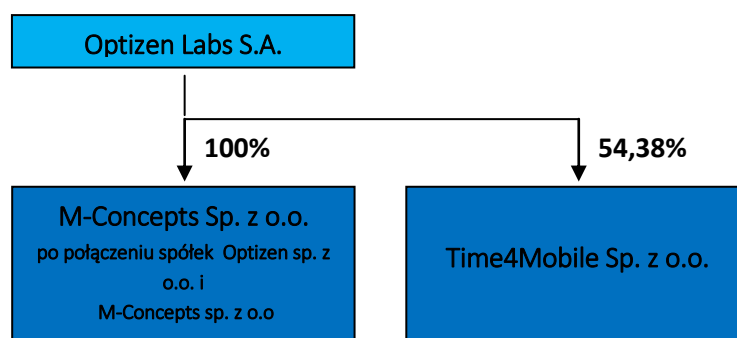 Optizen Labs S.A.
100%
54,38%
M-Concepts Sp. z o.o.
po połączeniu spółek Optizen sp. z
o.o. i
M-Concepts sp. z o.o
Time4Mobile Sp. z o.o.